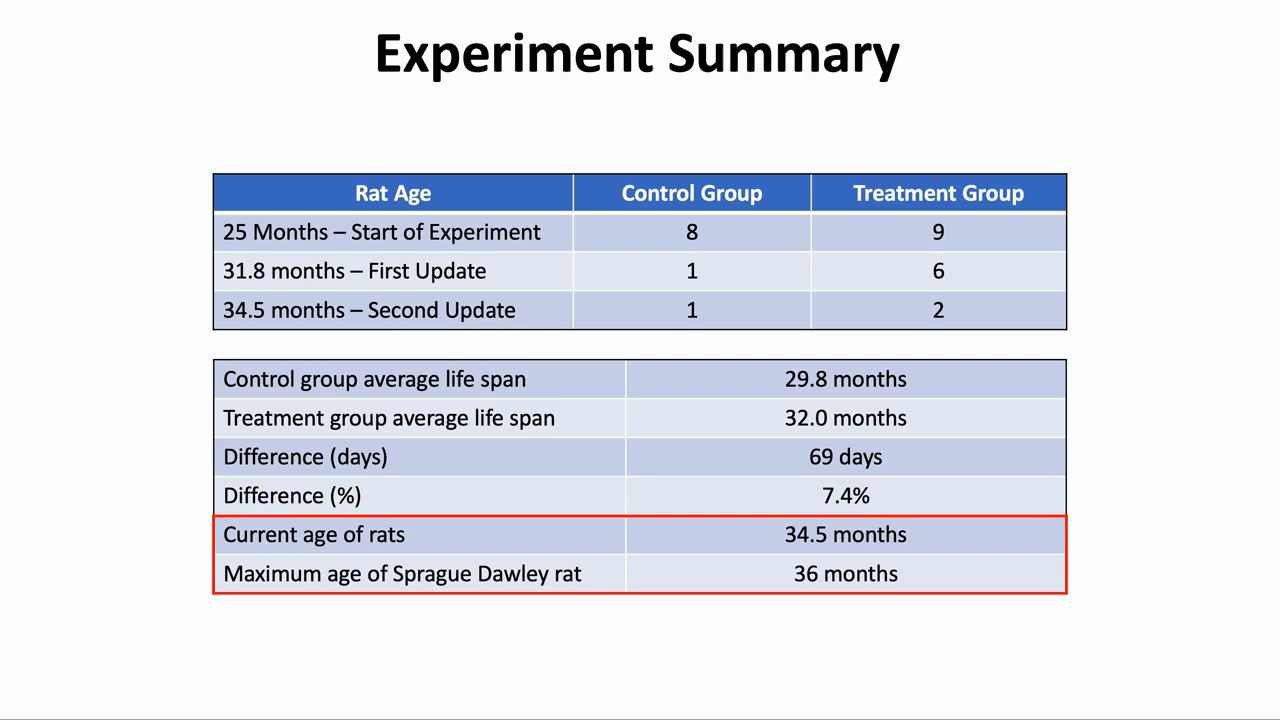 Experiment Summary
Rat Age Control Group Treatment Group
25 Months – Start of Experiment 8 9
31.8 months – First Update 1 6
34.5 months – Second Update 1 2
Control group average life span 29.8 months
Treatment group average life span 32.0 months
Difference (days) 69 days
Difference (%) 7.4%
Current age of rats 34.5 months
Maximum age of Sprague Dawley rat 36 months